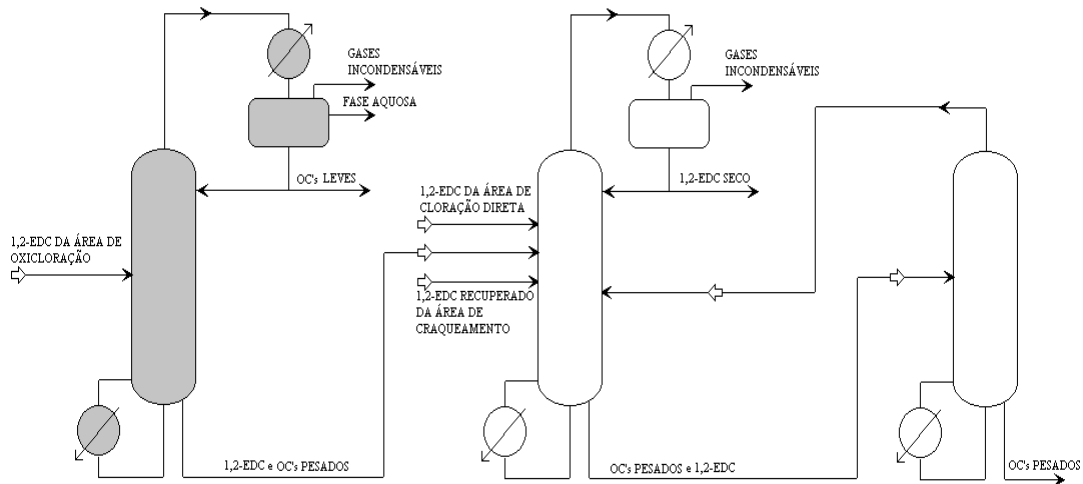 GASES
INCONDENSÁVEIS
FASE AQUOSA
OC's LEVES
1,2-EDC DA ÁREA DE
OXICLORAÇÃO
1,2-EDC e OC's PESADOS
GASES
INCONDENSÁVEIS
1,2-EDC SECO
1,2-EDC DA ÁREA DE
CLORAÇÃO DIRETA
1,2-EDC RECUPERADO
DA ÁREA DE
CRAQUEAMENTO
OC's PESADOS e 1,2-EDC
OC's PESADOS